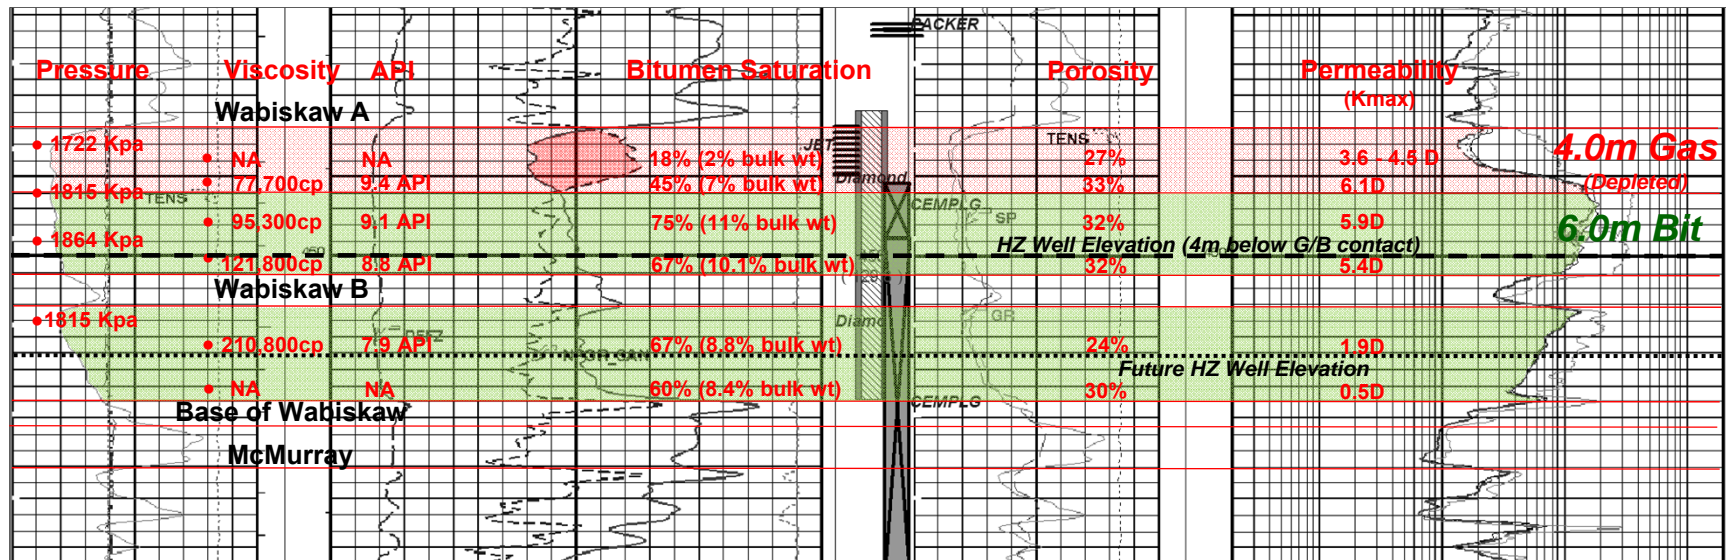 PACKER
Pressure Viscosity API Bitumen Saturation Porosity Permeability
(Kmax)
Wabiskaw A
1722 Kpa NA NA 18% (2% bulk wt) JET TENS 27% 3.6 - 4.5 D 4.0m Gas
1815 Kpa 77,700cp 9.4 API 45% (7% bulk wt) Diamond 33% 6.1D (Depleted)
TENS CEMPLG
95,300cp 9.1 API 75% (11% bulk wt) SP 32% 5.9D 6.0m Bit
1864 Kpa HZ Well Elevation (4m below G/B contact)
121,800cp 8.8 API 67% (10.1% bulk wt) 32% 5.4D
Wabiskaw B
1815 Kpa Diamo GR
210,800cp 7.9 API 67% (8.8% bulk wt) 24% 1.9D
Future HZ Well Elevation
NA NA 60% (8.4% bulk wt) 30% 0.5D
Base of Wabiskaw CEMPLG
McMurray